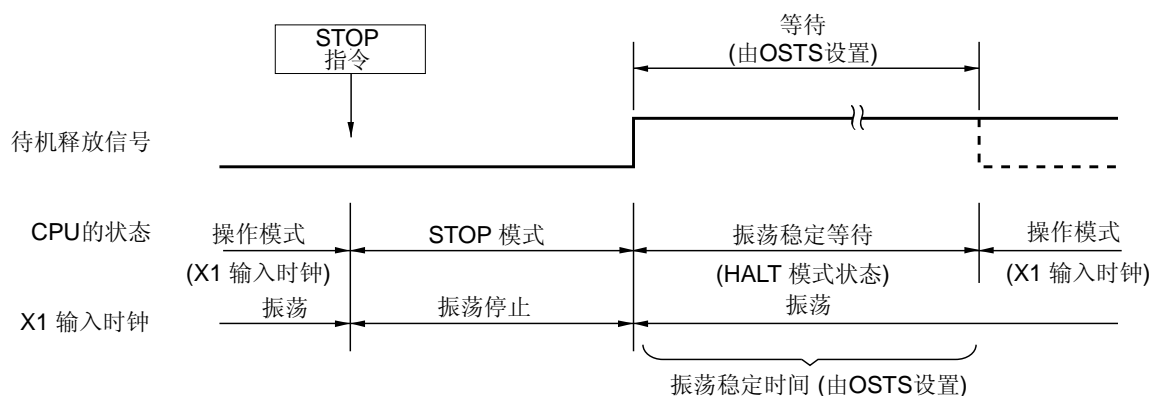 STOP
指令
等待
(由OSTS设置)
待机释放信号
CPU的状态
操作模式
(X1 输入时钟)
STOP 模式
振荡稳定等待
(HALT 模式状态)
操作模式
(X1 输入时钟)
X1 输入时钟
振荡
振荡停止
振荡
振荡稳定时间 (由OSTS设置)